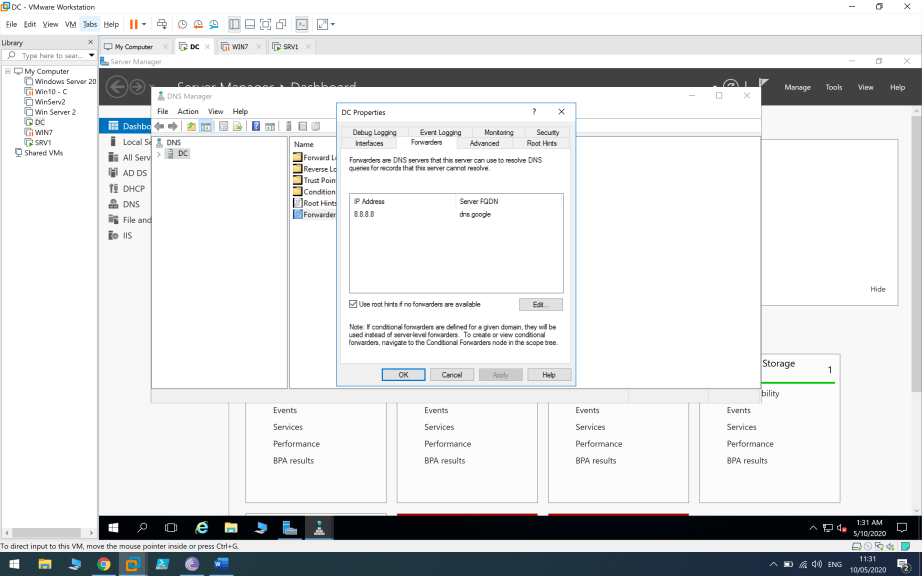 DC - VMware Workstation
File Edit View VM Tabs Help
Library
Type here to sear...
My Computer
Windows Server 20
Win10 - C
WinServ2
Win Server 2
DC
WIN7
SRV1
Shared VMs
My Computer DC WIN7 SRV1
Server Manager
Manage Tools View Help
Dashbo
Local Se
All Serv
AD DS
DHCP
DNS
File and
IIS
DNS Manager
File Action View Help
DNS
DC
Name
Forward Lo
Reverse Lo
Trust Poin
Condition
Root Hints
Forwarder
DC Properties
?
Debug Logging Event Logging Monitoring Security
Interfaces Forwarders Advanced Root Hints
Forwarders are DNS servers that this server can use to resolve DNS
queries for records that this server cannot resolve.
IP Address Server FQDN
8.8.8.8 dns.google
Use root hints if no forwarders are available
Edit...
Note: If conditional forwarders are defined for a given domain, they will be
used instead of server-level forwarders. To create or view conditional
forwarders, navigate to the Conditional Forwarders node in the scope tree.
OK Cancel Apply Help
Hide
Storage
1
bility
Events Events Events Events
Services Services Services Services
Performance Performance Performance Performance
BPA results BPA results BPA results BPA results
1:31 AM
5/10/2020
To direct input to this VM, move the mouse pointer inside or press Ctrl+G.
ENG
11:31
10/05/2020
2